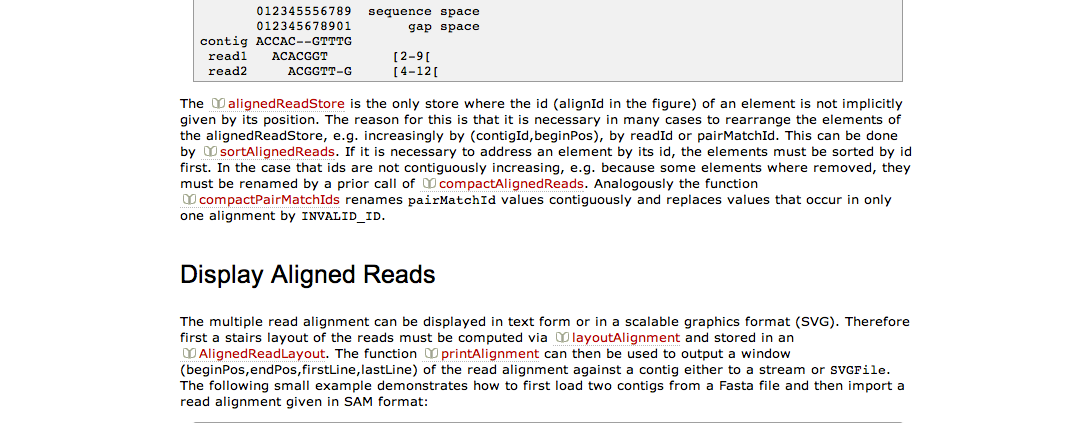 012345556789  sequence space
012345678901       gap space
contig ACCAC--GTTTG
read1   ACACGGT        [2-9[
read2     ACGGTT-G     [4-12[
The alignedReadStore is the only store where the id (alignId in the figure) of an element is not implicitly
given by its position. The reason for this is that it is necessary in many cases to rearrange the elements of
the alignedReadStore, e.g. increasingly by (contigId,beginPos), by readId or pairMatchId. This can be done
by sortAlignedReads. If it is necessary to address an element by its id, the elements must be sorted by id
first. In the case that ids are not contiguously increasing, e.g. because some elements where removed, they
must be renamed by a prior call of compactAlignedReads. Analogously the function
compactPairMatchIds renames pairMatchId values contiguously and replaces values that occur in only
one alignment by INVALID_ID.
Display Aligned Reads
The multiple read alignment can be displayed in text form or in a scalable graphics format (SVG). Therefore
first a stairs layout of the reads must be computed via layoutAlignment and stored in an
AlignedReadLayout. The function printAlignment can then be used to output a window
(beginPos,endPos,firstLine,lastLine) of the read alignment against a contig either to a stream or SVGFile.
The following small example demonstrates how to first load two contigs from a Fasta file and then import a
read alignment given in SAM format: